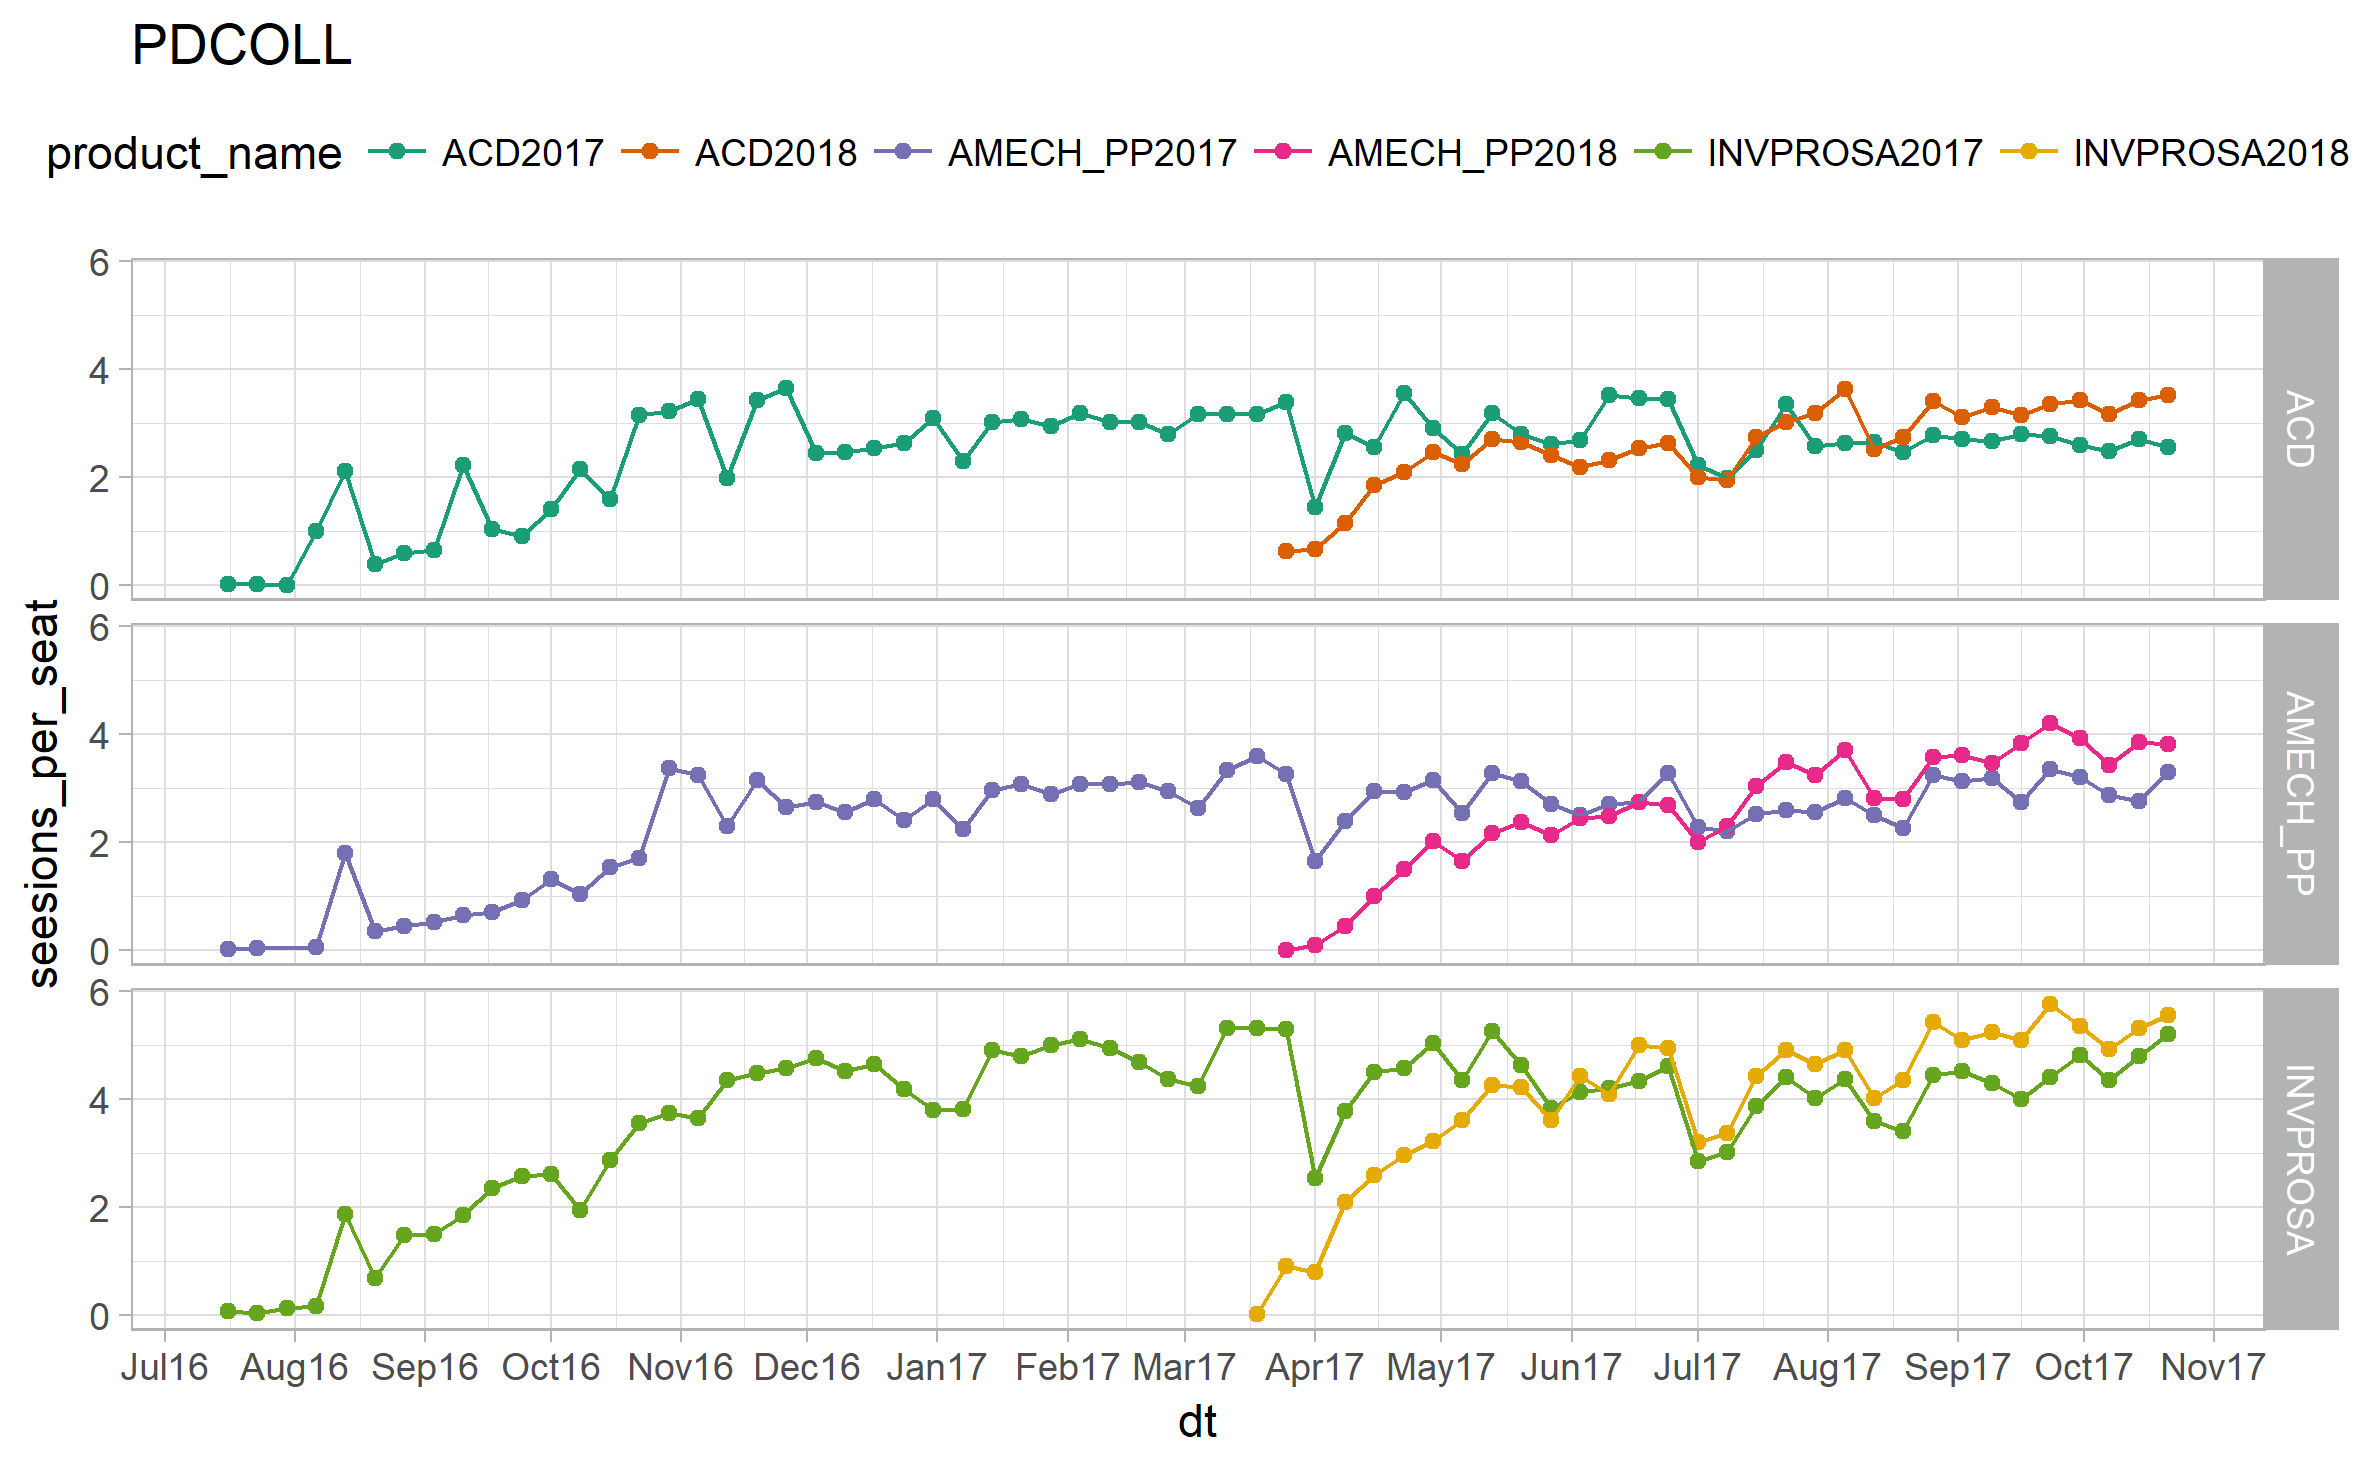 PDCOLL
product_name ACD2017 ACD2018 AMECH_PP2017 AMECH_PP2018 INVPROSA2017 INVPROSA2018
6
4
2
0
ACD
6
4
2
0
AMECH_PP
6
4
2
0
INVPROSA
seesions_per_seat
Jul16 Aug16 Sep16 Oct16 Nov16 Dec16 Jan17 Feb17 Mar17 Apr17 May17 Jun17 Jul17 Aug17 Sep17 Oct17 Nov17
dt